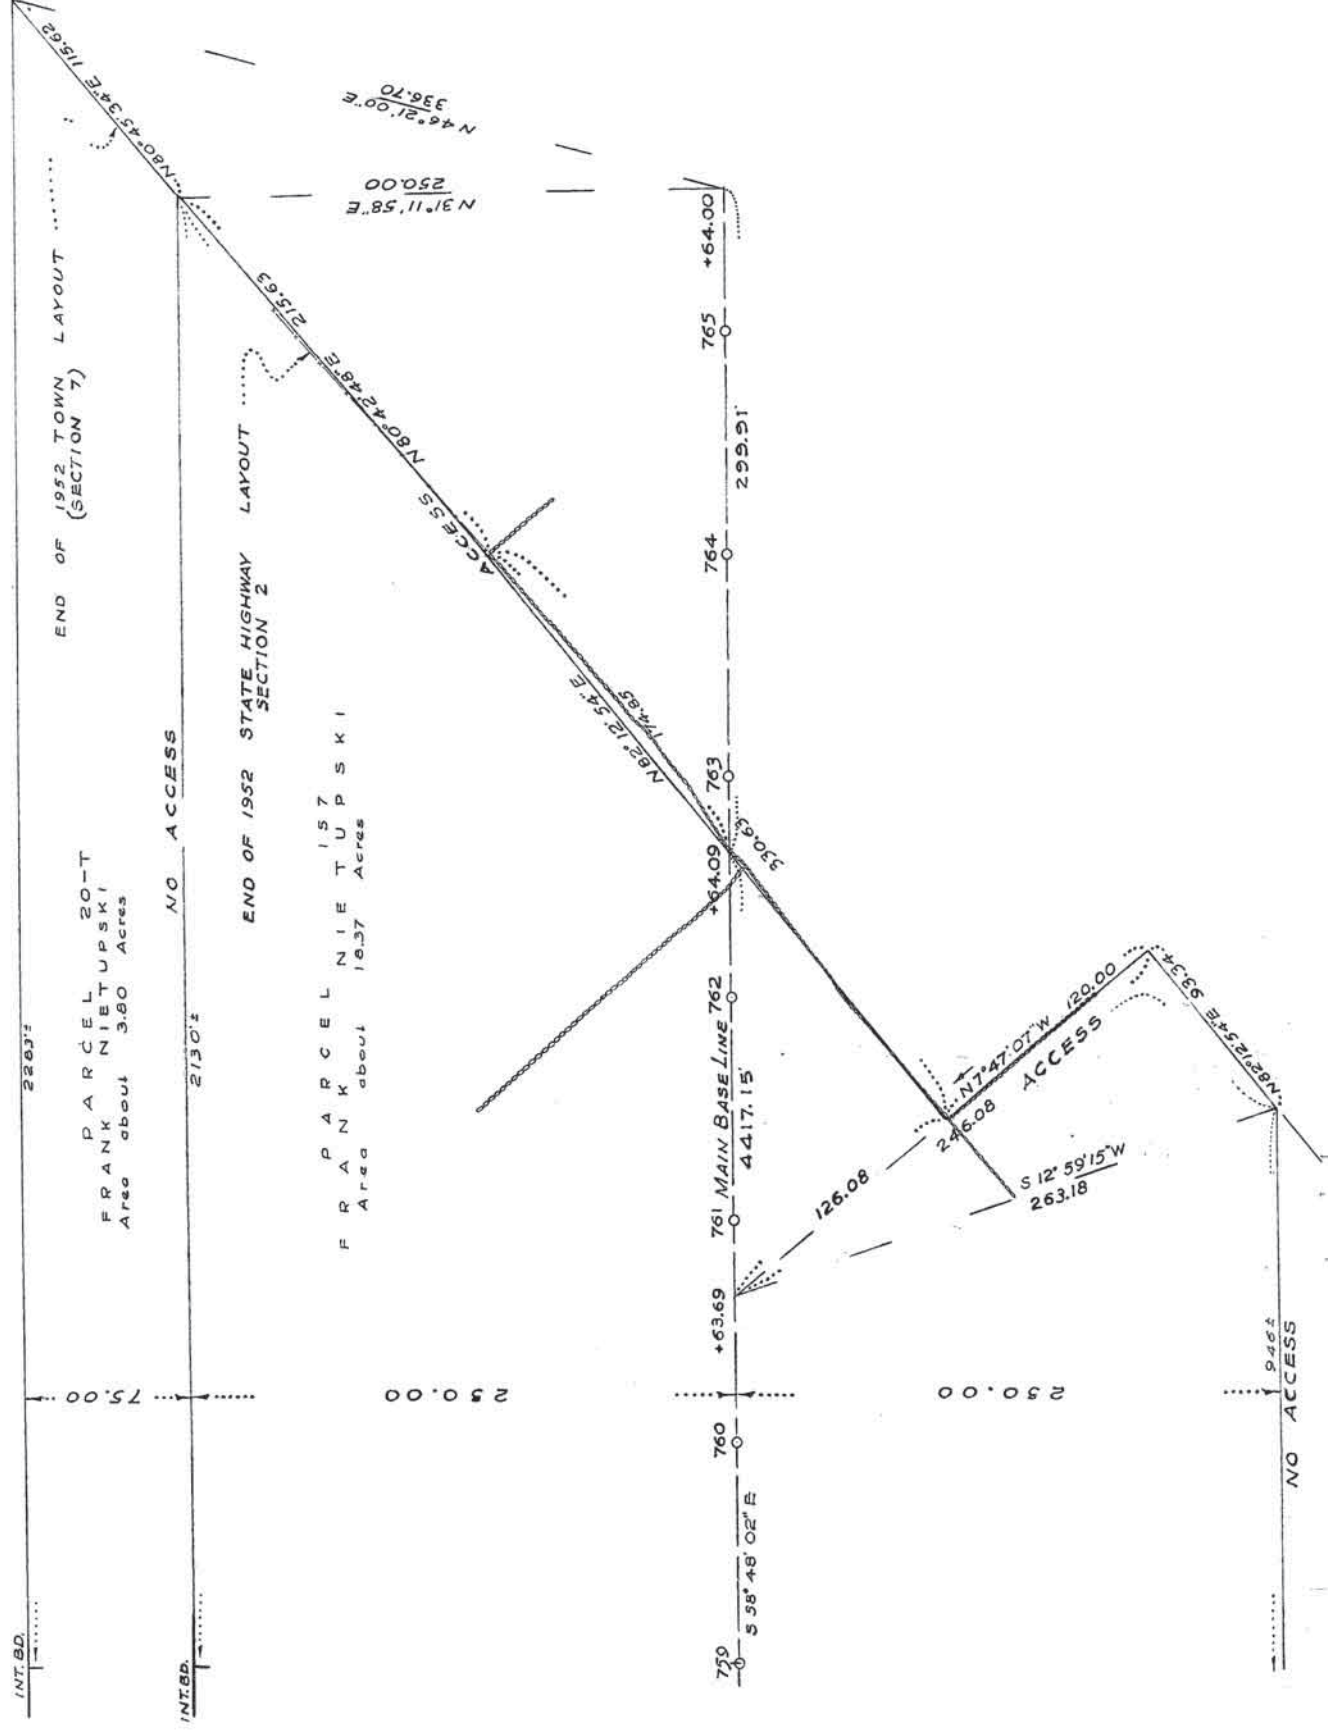 INT. BD.
2283'±
PARCEL 20-T
FRANK NIETUPSKI
Area about 3.80 Acres
END OF 1952 TOWN LAYOUT
(SECTION 7)
N80°45'34"E 115.62
INT. BD.
75.00
2130'±
NO ACCESS
END OF 1952 STATE HIGHWAY LAYOUT
SECTION 2
N80°42'48"E
215.63
ACCESS
N31°11'58"E
250.00
N46°21'00"E
336.70
PARCEL 157
FRANK NIETUPSKI
Area about 18.37 Acres
250.00
N82°12'54"E
174.85
759
760
+63.69
761
MAIN BASE LINE
762
+64.09
763
764
765
+64.00
S 58°48'02"E
4417.15'
330.63
299.91'
126.08
246.08
N7°47'07"W
120.00
ACCESS
S 12°59'15"W
263.18
250.00
N82°12'54"E 93.34
946±
NO ACCESS